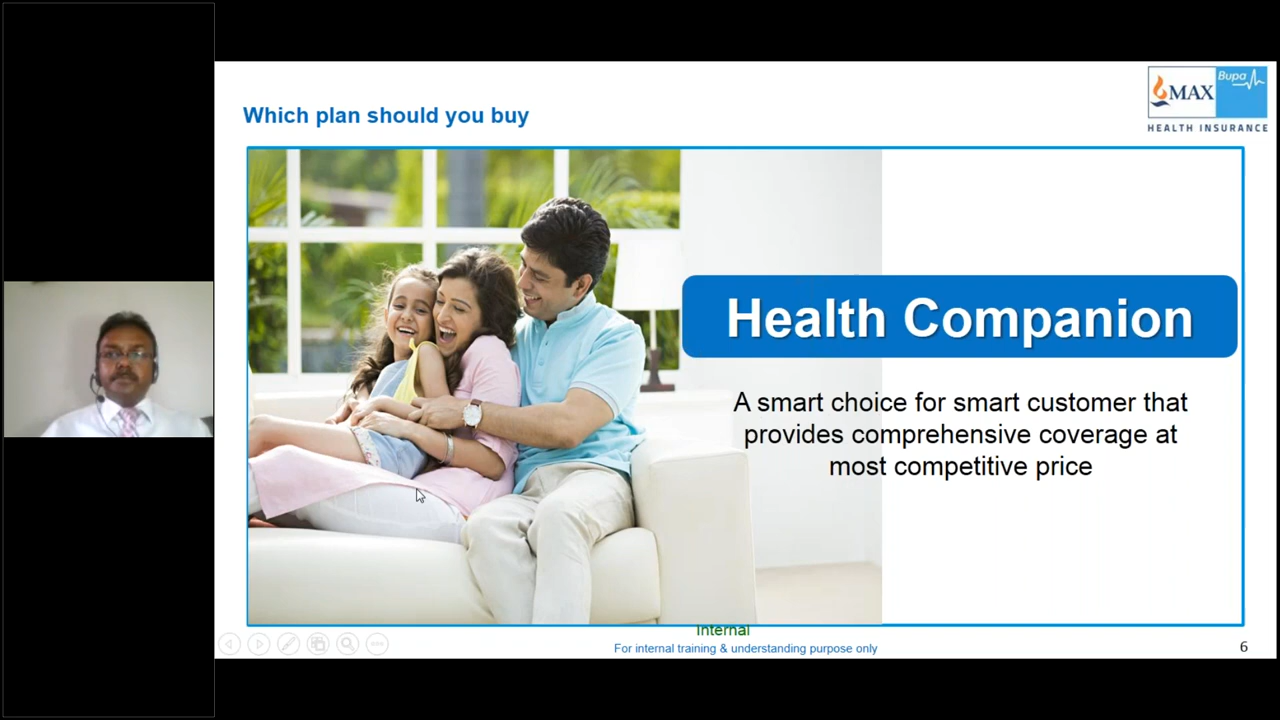 Which plan should you buy
MAX
Bupa
HEALTH INSURANCE
Health Companion
A smart choice for smart customer that
provides comprehensive coverage at
most competitive price
Internal
For internal training & understanding purpose only
6